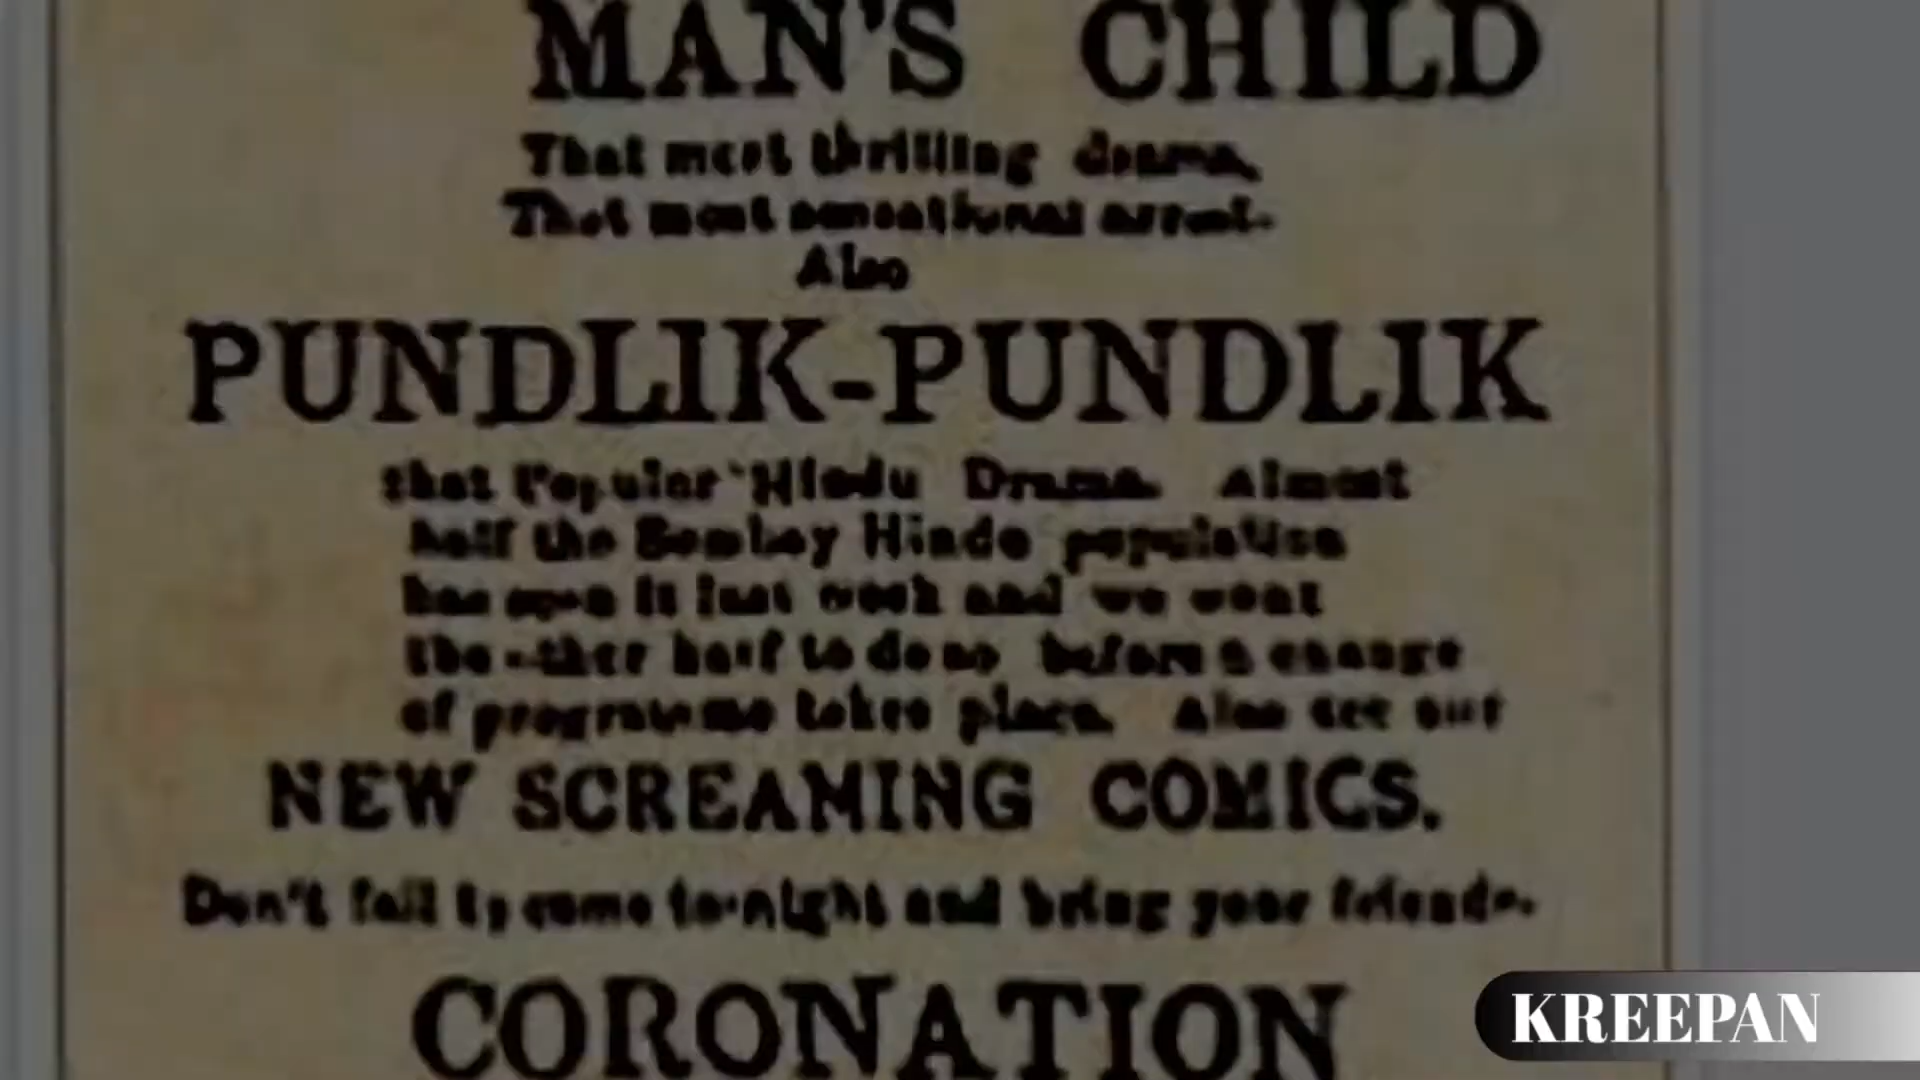 MAN'S CHILD
That most thrilling drama,
That most sensational arrest.
Also
PUNDLIK-PUNDLIK
that Popular Hindu Drama. Almost
half the Bombay Hindu population
has seen it last week and we want
the other half to do so before a change
of programme takes place. Also see our
NEW SCREAMING COMICS.
Don't fail to come to-night and bring your friends.
CORONATION
KREEPAN